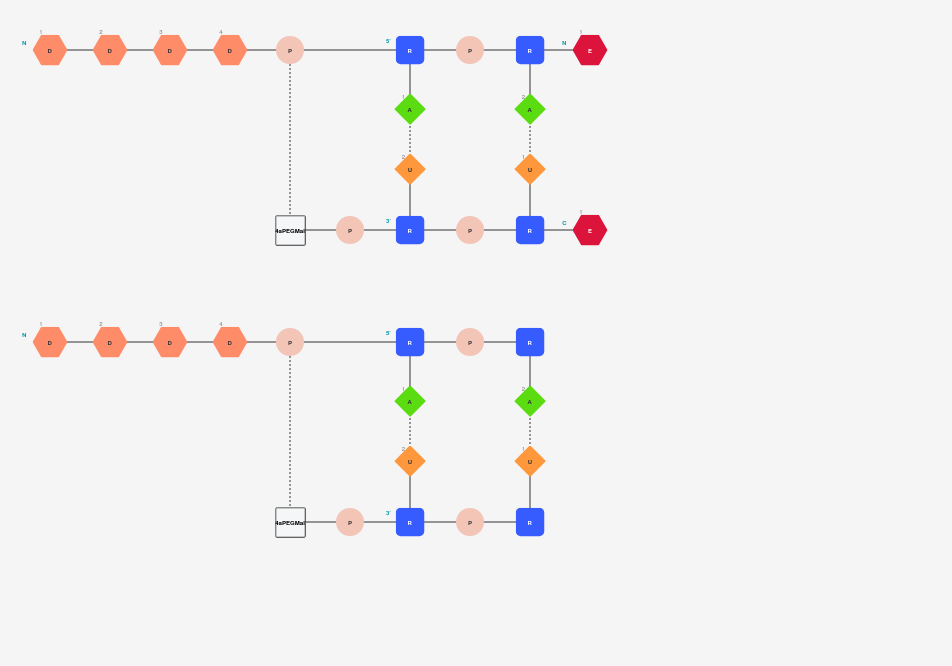 1 2 3 4
N D D D D P 5' R P R N 1 E
1 A 2 A
2 U 1 U
4aPEGMal P 3' R P R C 1 E
1 2 3 4
N D D D D P 5' R P R
1 A 2 A
2 U 1 U
P 3' R P R